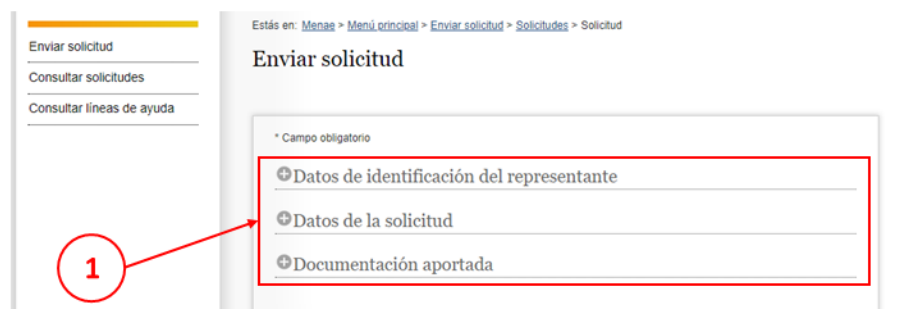 Estás en: Menae > Menú principal > Enviar solicitud > Solicitudes > Solicitud
Enviar solicitud
Consultar solicitudes
Consultar líneas de ayuda
Enviar solicitud
* Campo obligatorio
Datos de identificación del representante
Datos de la solicitud
Documentación aportada
1